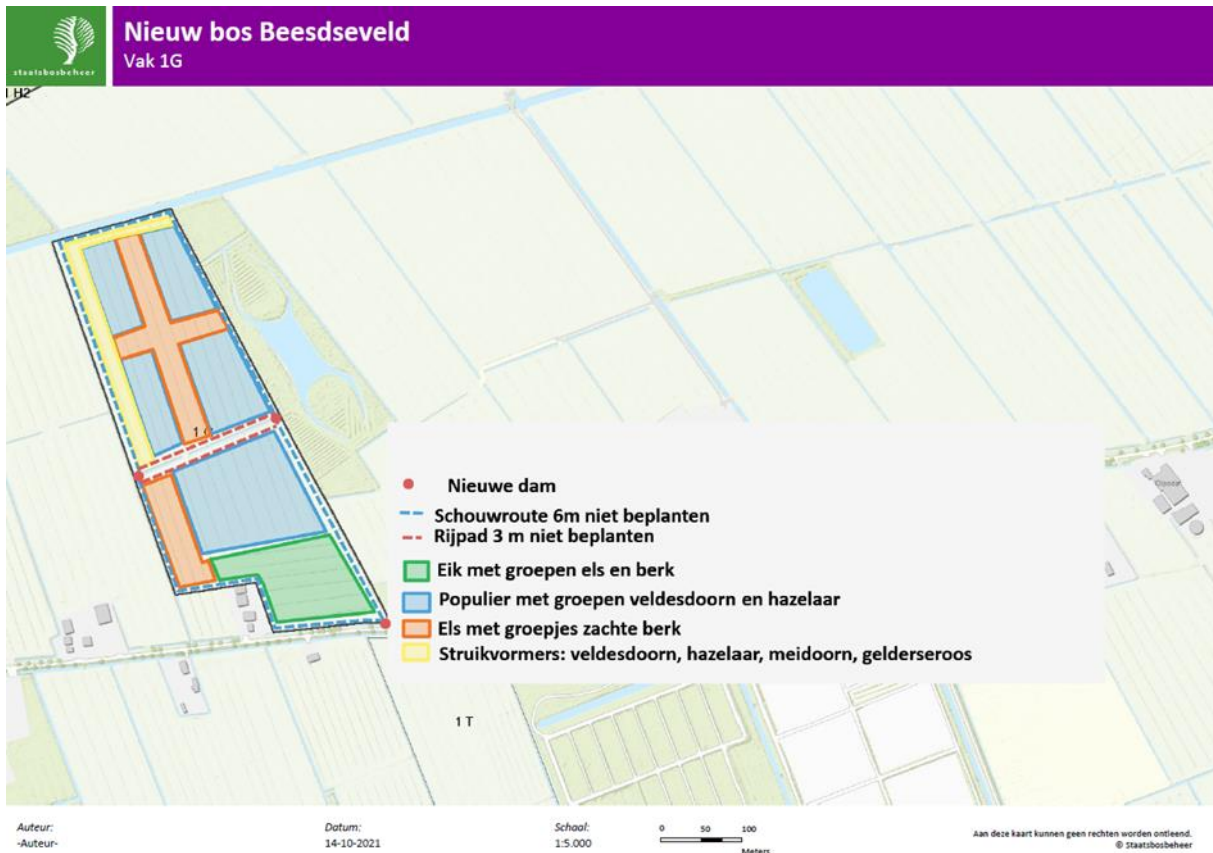 staatsbosbeheer
Nieuw bos Beesdseveld
Vak 1G
1 H2
Nieuwe dam
Schouwroute 6m niet beplanten
Rijpad 3 m niet beplanten
Eik met groepen els en berk
Populier met groepen veldesdoorn en hazelaar
Els met groepjes zachte berk
Struikvormers: veldesdoorn, hazelaar, meidoorn, gelderseroos
1 T
Auteur:
-Auteur-
Datum:
14-10-2021
Schaal:
1:5.000
0 50 100
Meters
Aan deze kaart kunnen geen rechten worden ontleend.
© Staatsbosbeheer